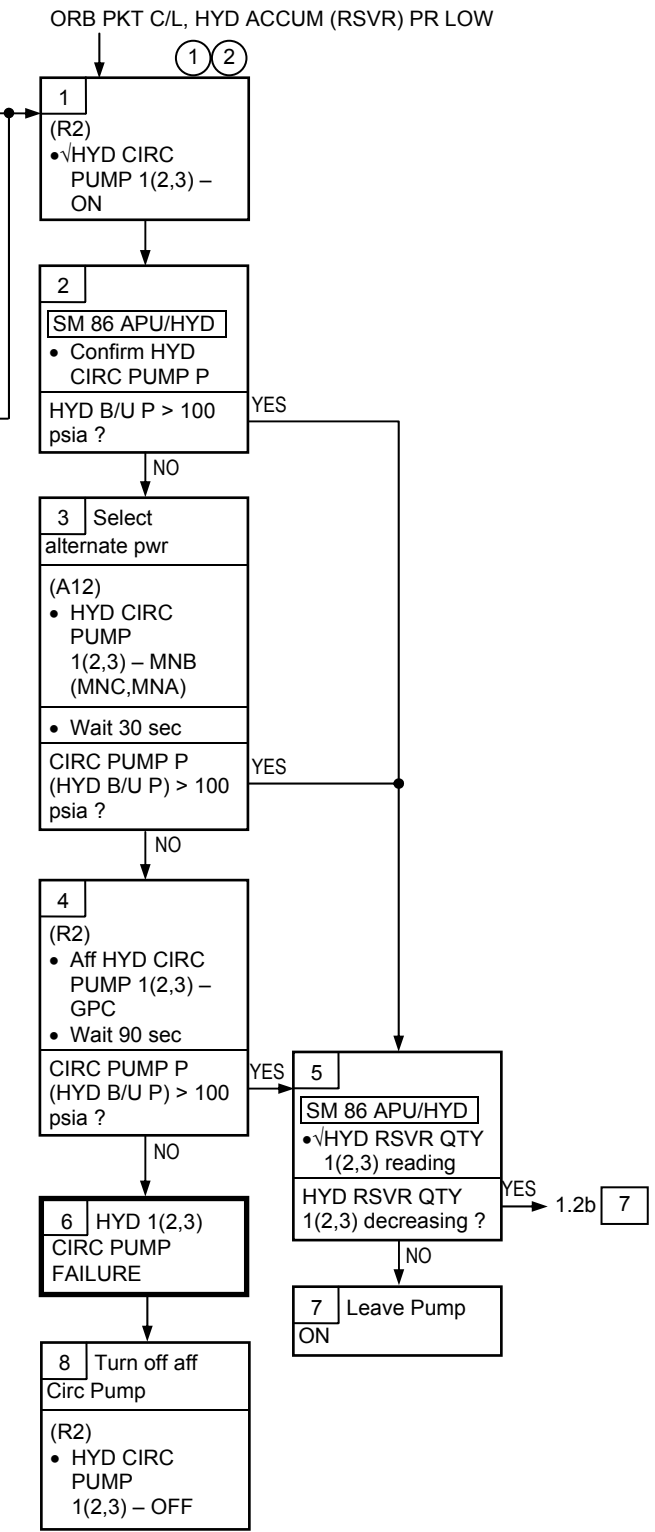 ORB PKT C/L, HYD ACCUM (RSVR) PR LOW
1 2
1
(R2)
•√HYD CIRC
PUMP 1(2,3) –
ON
2
SM 86 APU/HYD
• Confirm HYD
CIRC PUMP P
HYD B/U P > 100
psia ?
YES
NO
3 Select
alternate pwr
(A12)
• HYD CIRC
PUMP
1(2,3) – MNB
(MNC,MNA)
• Wait 30 sec
CIRC PUMP P
(HYD B/U P) > 100
psia ?
YES
NO
4
(R2)
• Aff HYD CIRC
PUMP 1(2,3) –
GPC
• Wait 90 sec
CIRC PUMP P
(HYD B/U P) > 100
psia ?
YES
NO
5
SM 86 APU/HYD
•√HYD RSVR QTY
1(2,3) reading
HYD RSVR QTY
1(2,3) decreasing ?
YES
1.2b 7
NO
6 HYD 1(2,3)
CIRC PUMP
FAILURE
7 Leave Pump
ON
8 Turn off aff
Circ Pump
(R2)
• HYD CIRC
PUMP
1(2,3) – OFF